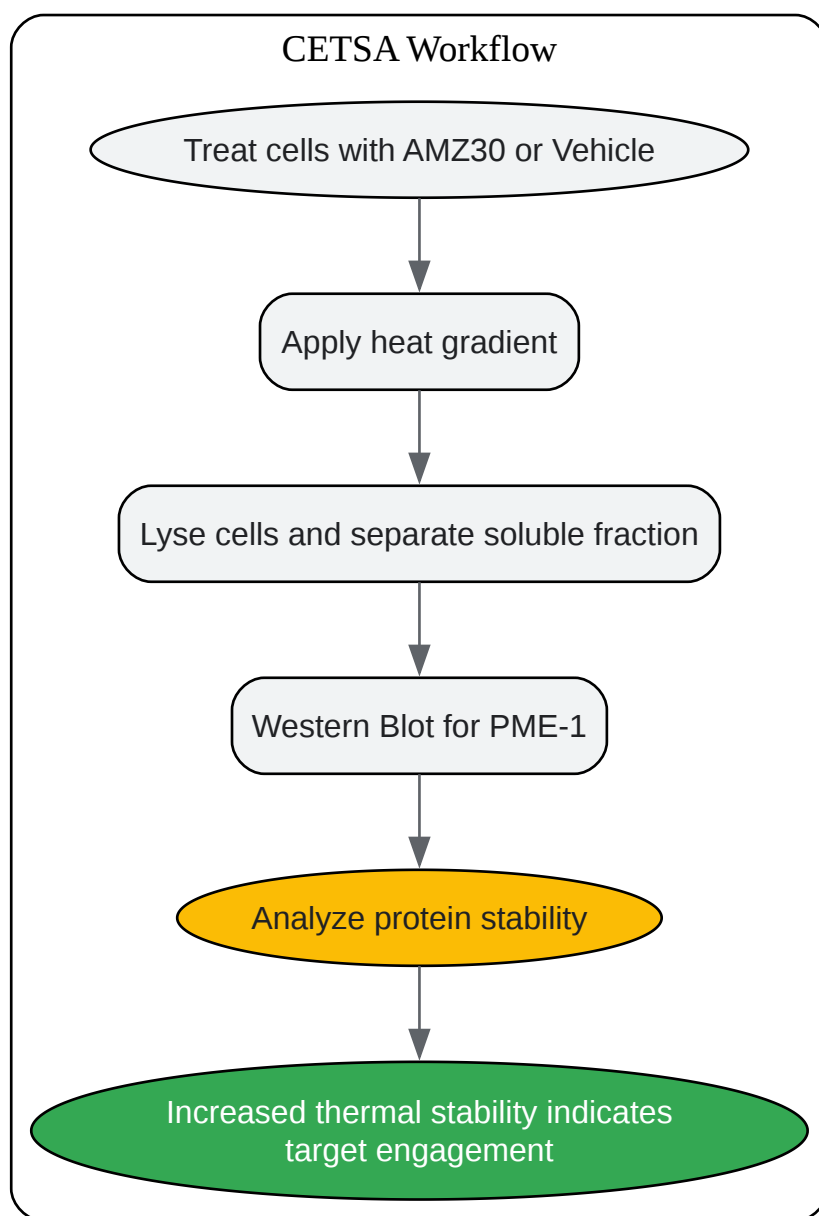 CETSA Workflow
Treat cells with AMZ30 or Vehicle
Apply heat gradient
Lyse cells and separate soluble fraction
Western Blot for PME-1
Analyze protein stability
Increased thermal stability indicates
target engagement